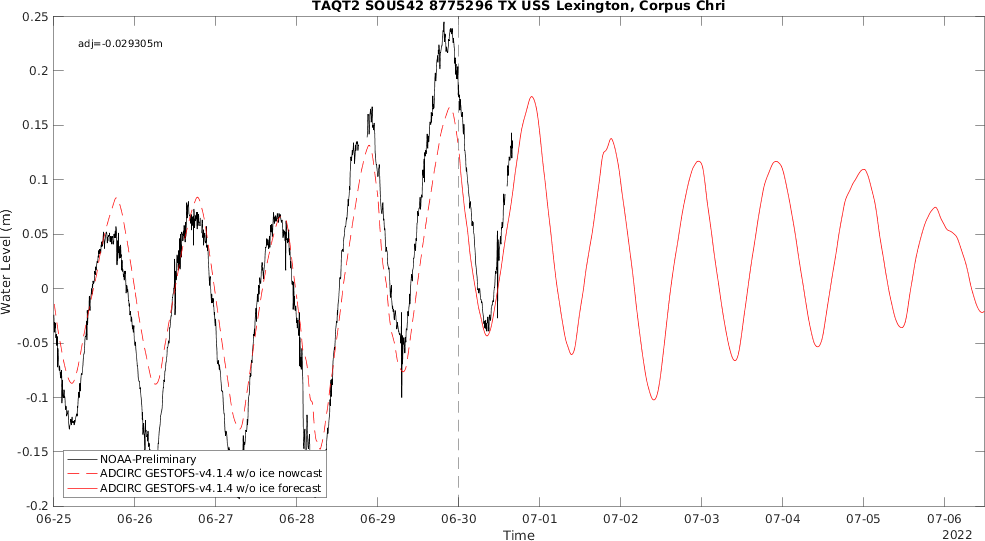 TAQT2 SOUS42 8775296 TX USS Lexington, Corpus Chri
0.25
adj=-0.029305m
0.2
0.15
0.1
0.05
0
-0.05
-0.1
-0.15
-0.2
Water Level (m)
NOAA-Preliminary
ADCIRC GESTOFS-v4.1.4 w/o ice nowcast
ADCIRC GESTOFS-v4.1.4 w/o ice forecast
06-25 06-26 06-27 06-28 06-29 06-30 07-01 07-02 07-03 07-04 07-05 07-06
Time
2022